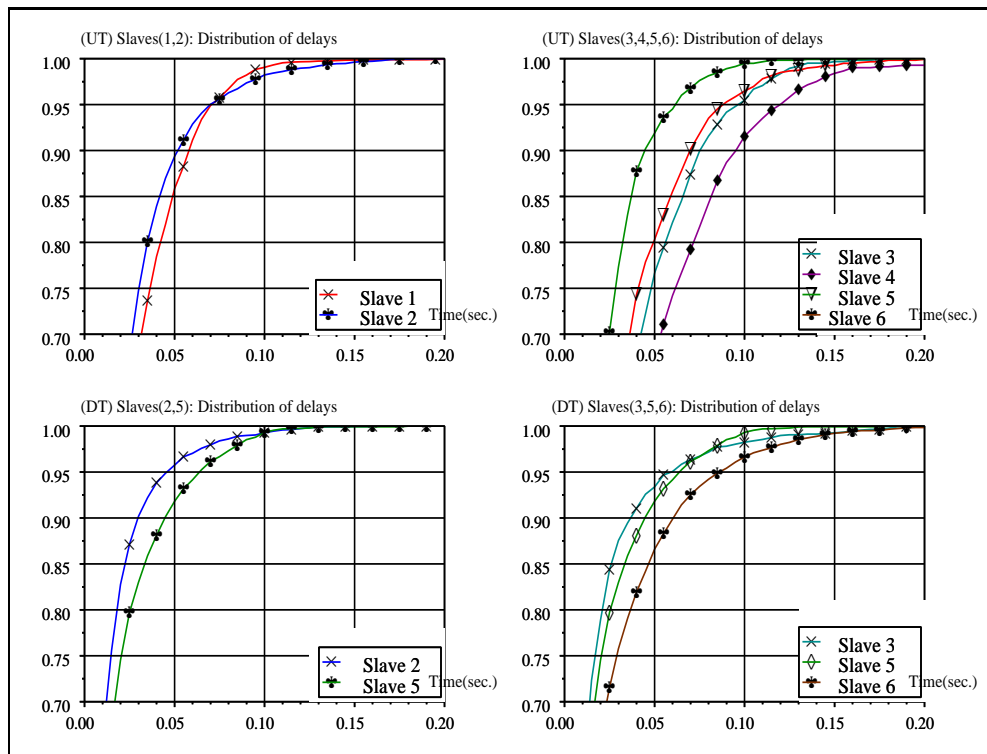 (UT) Slaves(1,2): Distribution of delays
1.00
0.95
0.90
0.85
0.80
0.75
0.70
Slave 1
Slave 2
Time(sec.)
0.00 0.05 0.10 0.15 0.20
(UT) Slaves(3,4,5,6): Distribution of delays
1.00
0.95
0.90
0.85
0.80
0.75
0.70
Slave 3
Slave 4
Slave 5
Slave 6
Time(sec.)
0.00 0.05 0.10 0.15 0.20
(DT) Slaves(2,5): Distribution of delays
1.00
0.95
0.90
0.85
0.80
0.75
0.70
Slave 2
Slave 5
Time(sec.)
0.00 0.05 0.10 0.15 0.20
(DT) Slaves(3,5,6): Distribution of delays
1.00
0.95
0.90
0.85
0.80
0.75
0.70
Slave 3
Slave 5
Slave 6
Time(sec.)
0.00 0.05 0.10 0.15 0.20